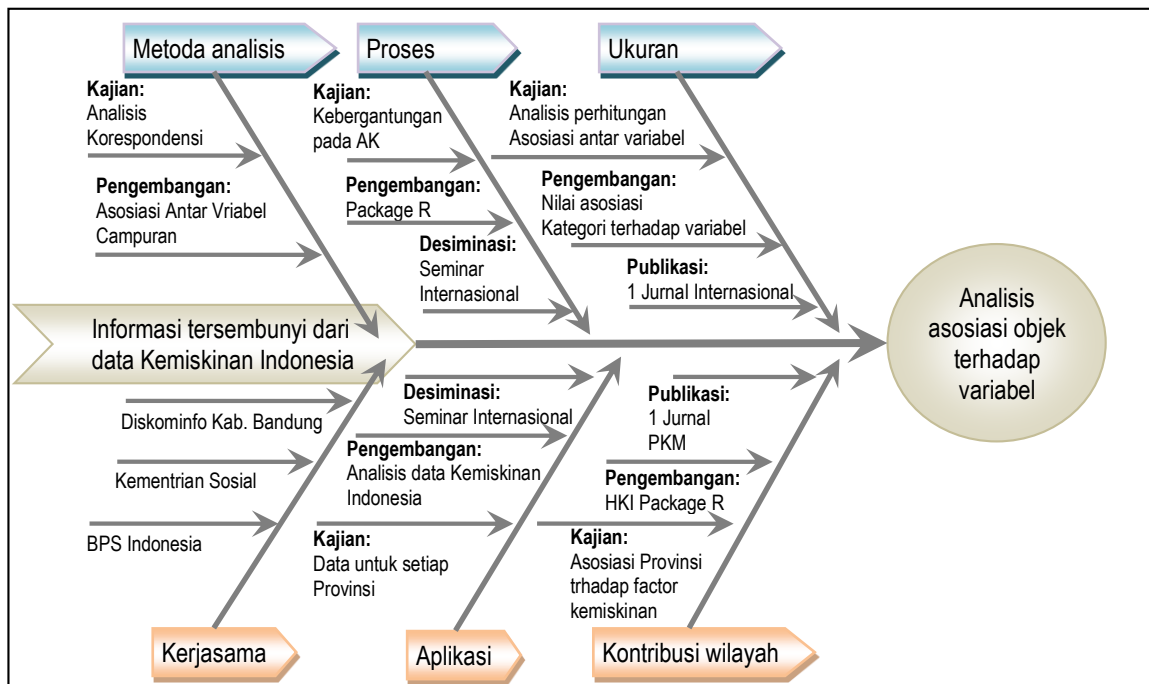 Metoda analisis
Proses
Ukuran
Kajian:
Analisis
Korespondensi
Pengembangan:
Asosiasi Antar Vriabel
Campuran
Kajian:
Kebergantungan
pada AK
Pengembangan:
Package R
Desiminasi:
Seminar
Internasional
Kajian:
Analisis perhitungan
Asosiasi antar variabel
Pengembangan:
Nilai asosiasi
Kategori terhadap variabel
Publikasi:
1 Jurnal Internasional
Informasi tersembunyi dari
data Kemiskinan Indonesia
Analisis
asosiasi objek
terhadap
variabel
Diskominfo Kab. Bandung
Kementrian Sosial
BPS Indonesia
Desiminasi:
Seminar Internasional
Pengembangan:
Analisis data Kemiskinan
Indonesia
Kajian:
Data untuk setiap
Provinsi
Publikasi:
1 Jurnal
PKM
Pengembangan:
HKI Package R
Kajian:
Asosiasi Provinsi
trhadap factor
kemiskinan
Kerjasama
Aplikasi
Kontribusi wilayah